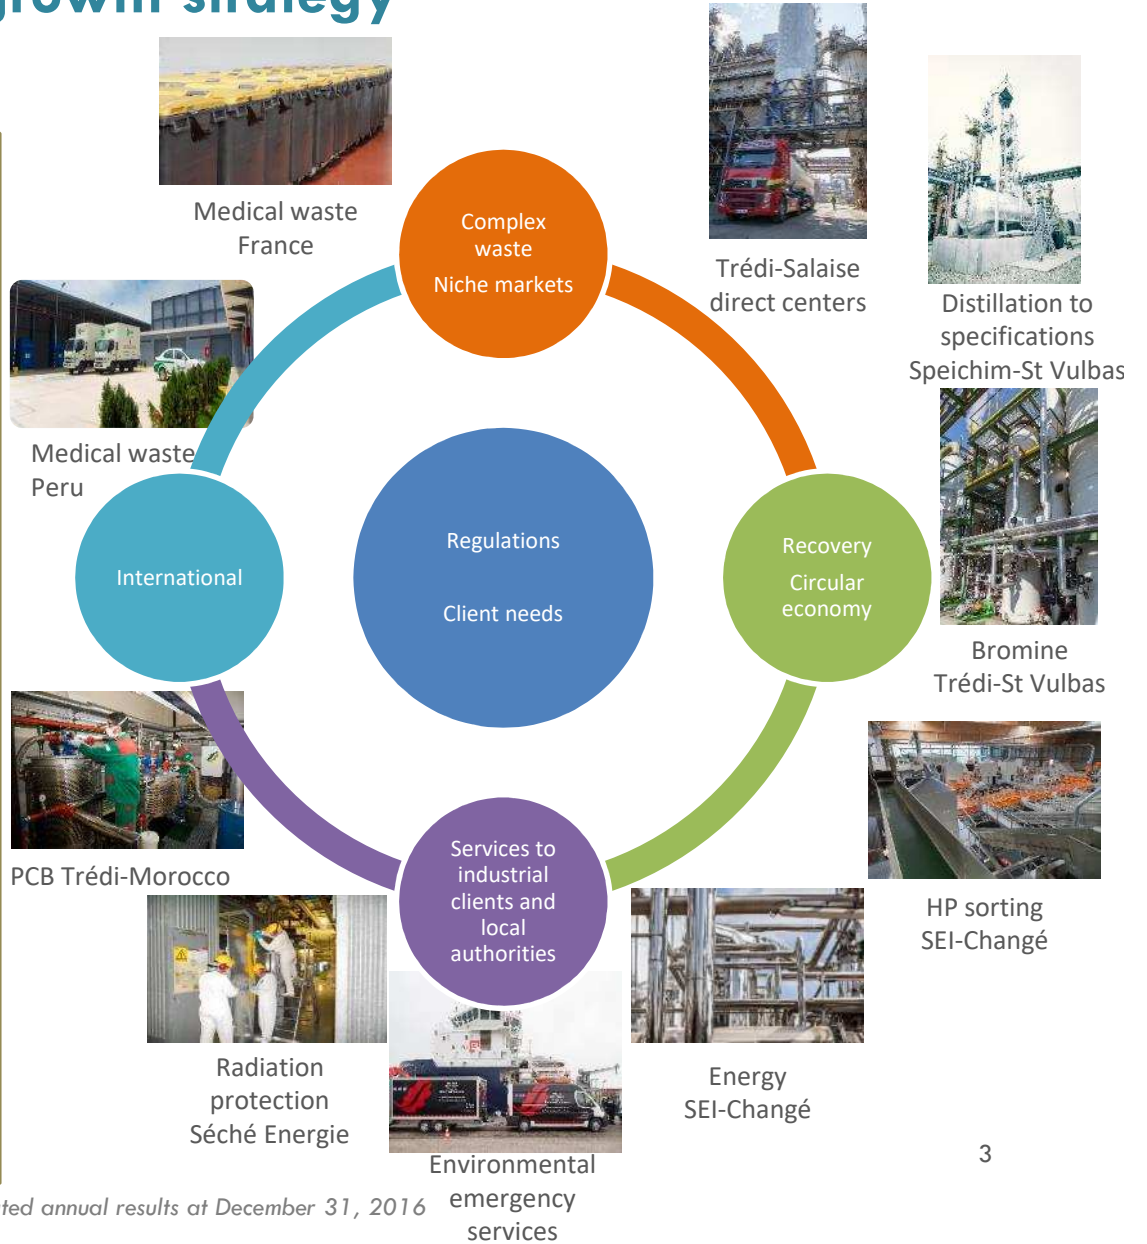 growth strategy
Medical waste
France
Complex
waste
Niche markets
Trédi-Salaise
direct centers
Distillation to
specifications
Speichim-St Vulbas
Medical waste
Peru
International
Regulations
Client needs
Recovery
Circular
economy
Bromine
Trédi-St Vulbas
PCB Trédi-Morocco
Services to
industrial
clients and
local
authorities
HP sorting
SEI-Changé
Radiation
protection
Séché Energie
Energy
SEI-Changé
Environmental
emergency
services
3
annual results at December 31, 2016